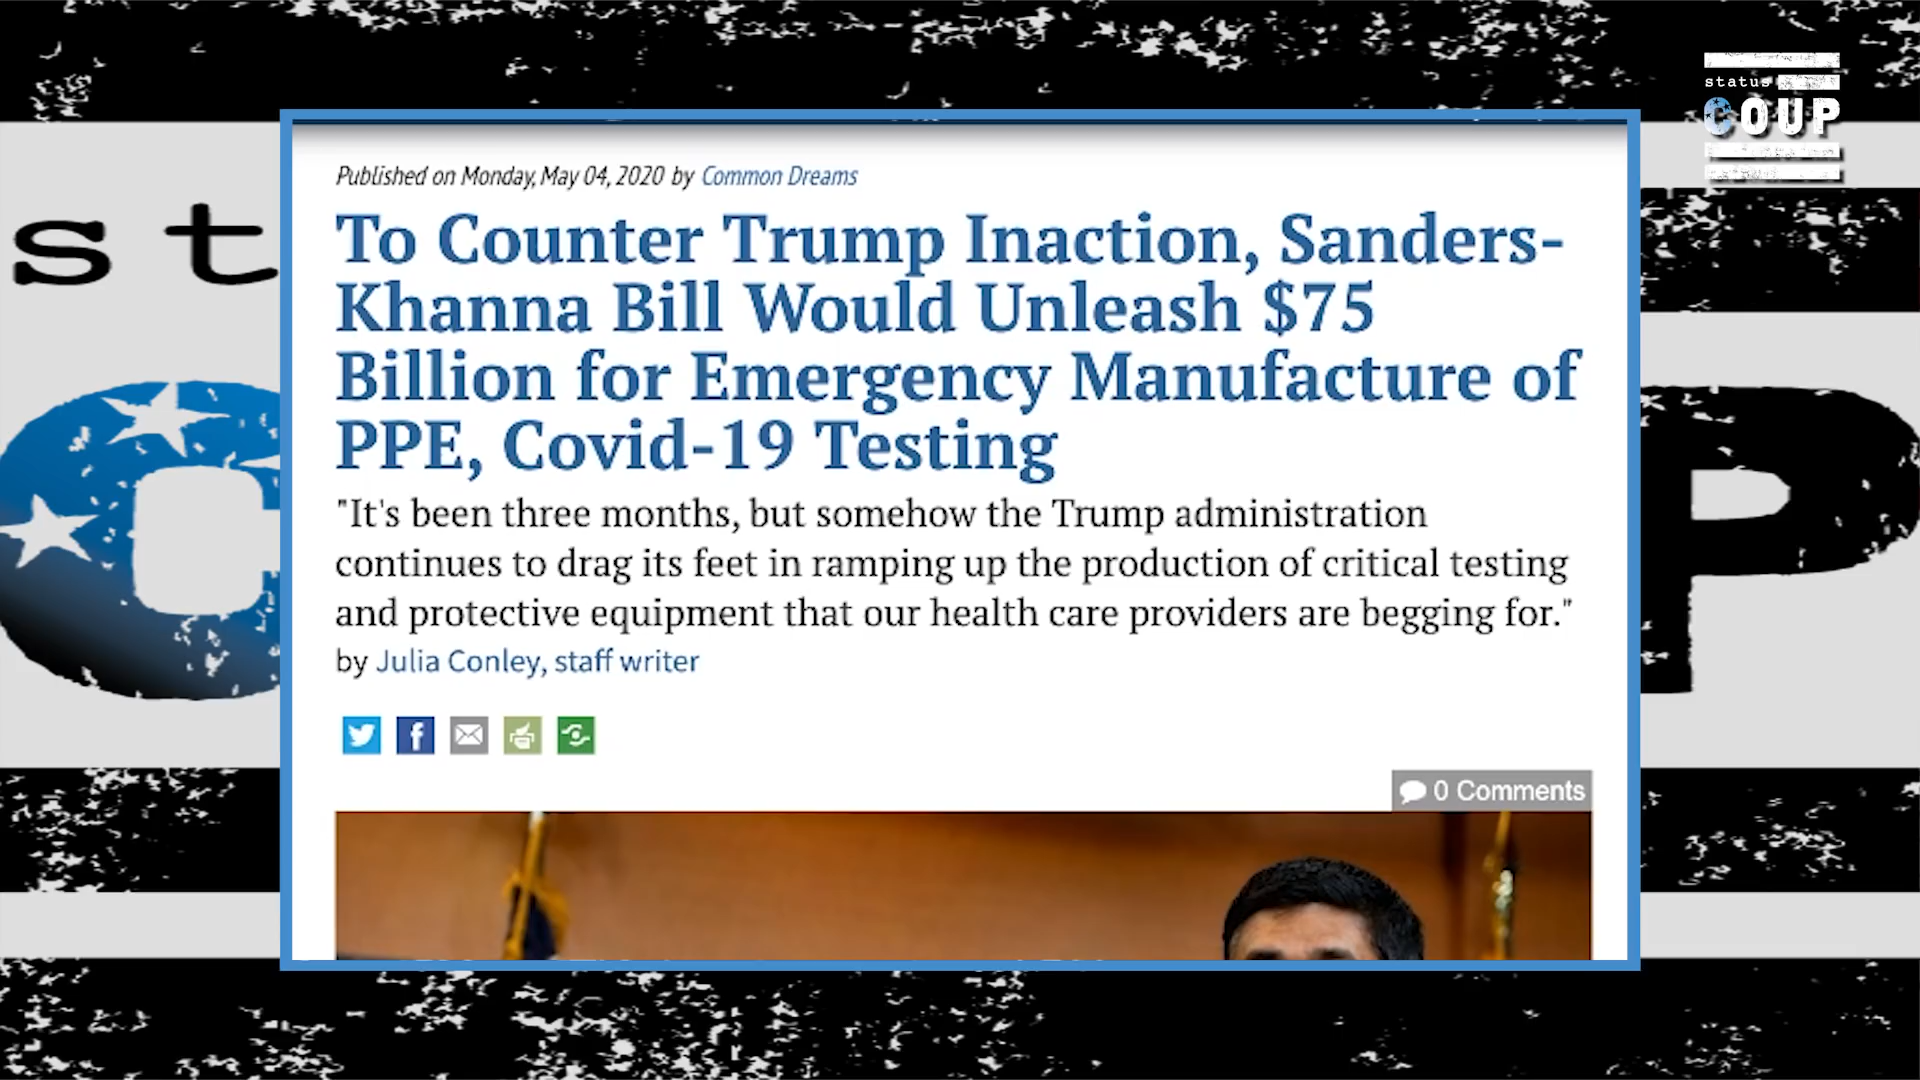 status
COUP
st
C
P
Published on Monday, May 04, 2020 by Common Dreams
To Counter Trump Inaction, Sanders-
Khanna Bill Would Unleash $75
Billion for Emergency Manufacture of
PPE, Covid-19 Testing
"It's been three months, but somehow the Trump administration
continues to drag its feet in ramping up the production of critical testing
and protective equipment that our health care providers are begging for."
by Julia Conley, staff writer
0 Comments